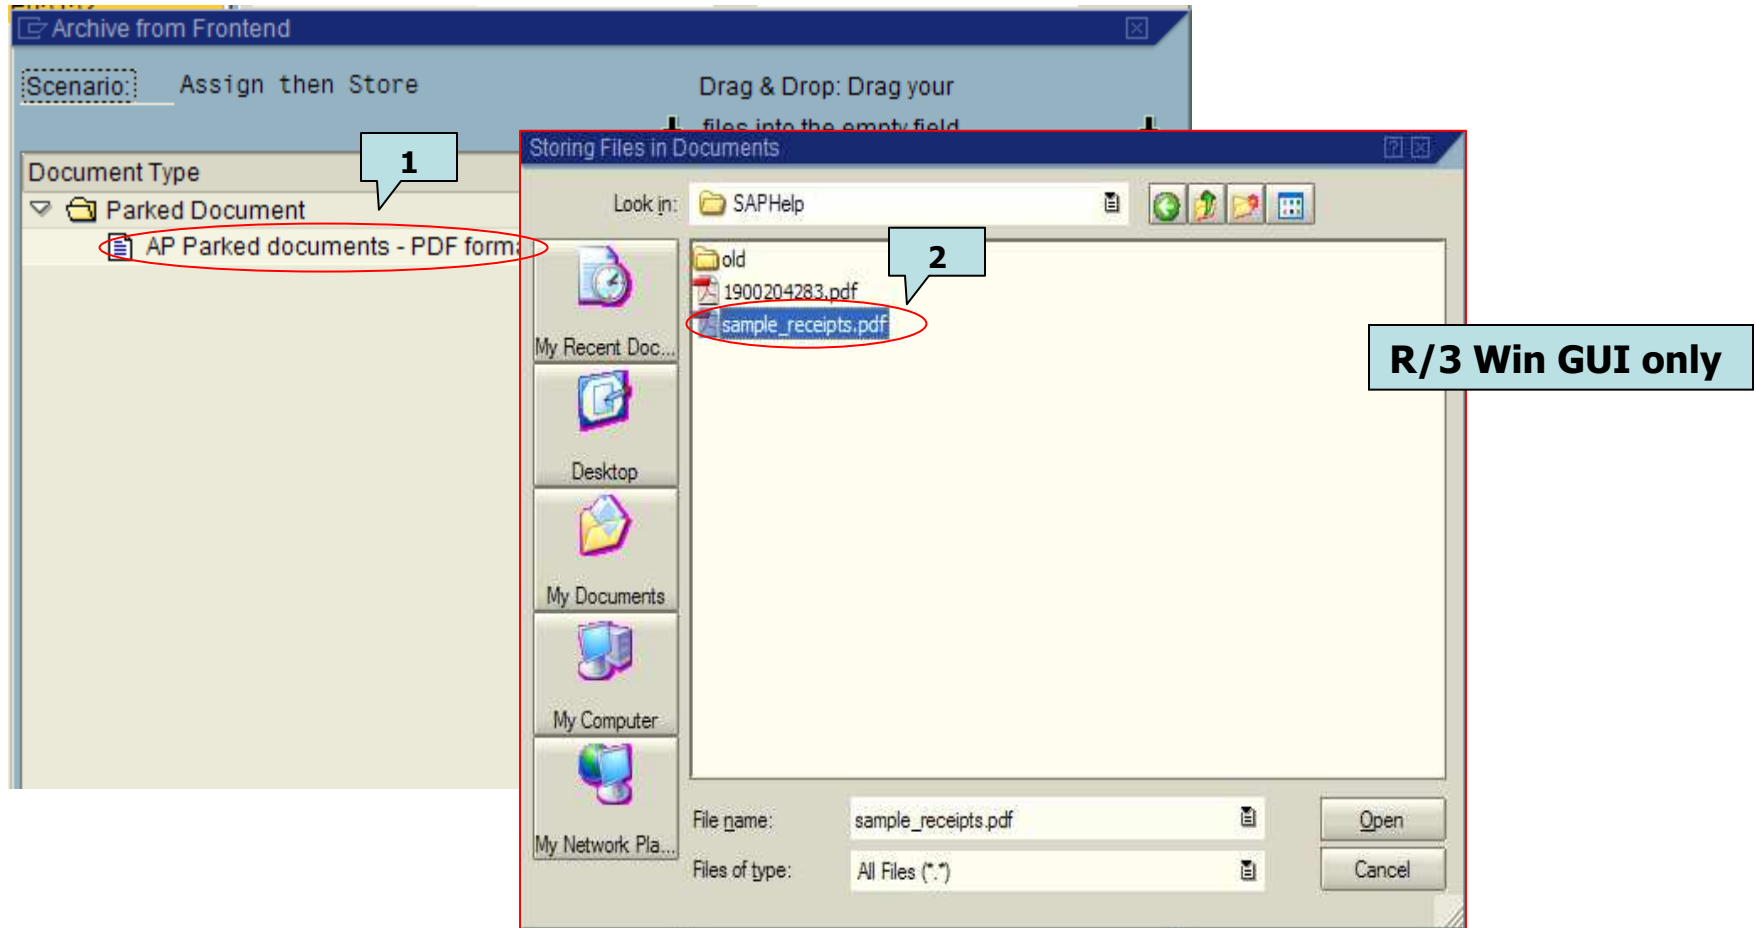 Archive from Frontend
Scenario: Assign then Store
Drag & Drop: Drag your
files into the empty field
Document Type
1
Parked Document
AP Parked documents - PDF forma
Storing Files in Documents
Look in: SAPHelp
old
2
1900204283.pdf
sample_receipts.pdf
My Recent Doc...
Desktop
My Documents
My Computer
My Network Pla...
R/3 Win GUI only
File name: sample_receipts.pdf Open
Files of type: All Files (*.*) Cancel